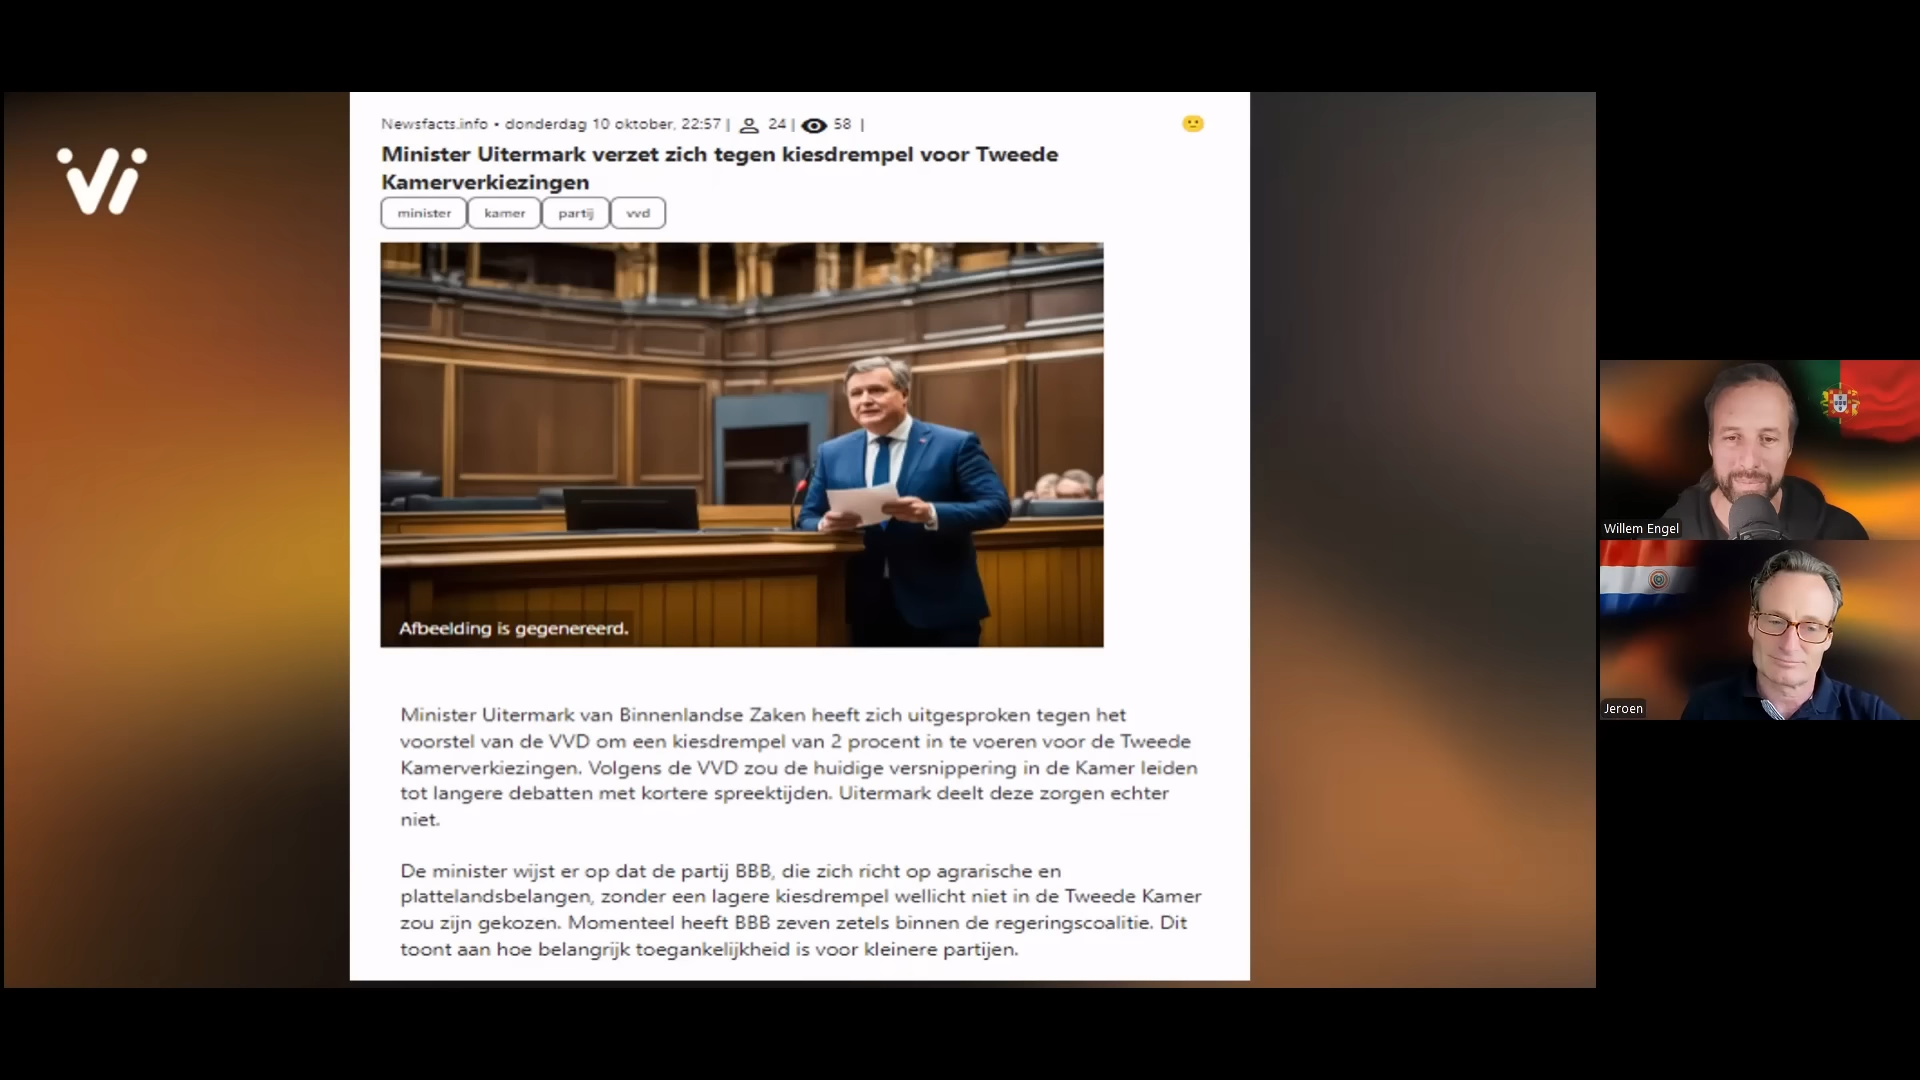 Newsfacts.info • donderdag 10 oktober, 22:57 | 24 | 58 |
Minister Uitermark verzet zich tegen kiesdrempel voor Tweede
Kamerverkiezingen
minister kamer partij vvd
Afbeelding is gegenereerd.
Minister Uitermark van Binnenlandse Zaken heeft zich uitgesproken tegen het
voorstel van de VVD om een kiesdrempel van 2 procent in te voeren voor de Tweede
Kamerverkiezingen. Volgens de VVD zou de huidige versnippering in de Kamer leiden
tot langere debatten met kortere spreektijden. Uitermark deelt deze zorgen echter
niet.
De minister wijst er op dat de partij BBB, die zich richt op agrarische en
plattelandsbelangen, zonder een lagere kiesdrempel wellicht niet in de Tweede Kamer
zou zijn gekozen. Momenteel heeft BBB zeven zetels binnen de regeringscoalitie. Dit
toont aan hoe belangrijk toegankelijkheid is voor kleinere partijen.
Willem Engel
Jeroen